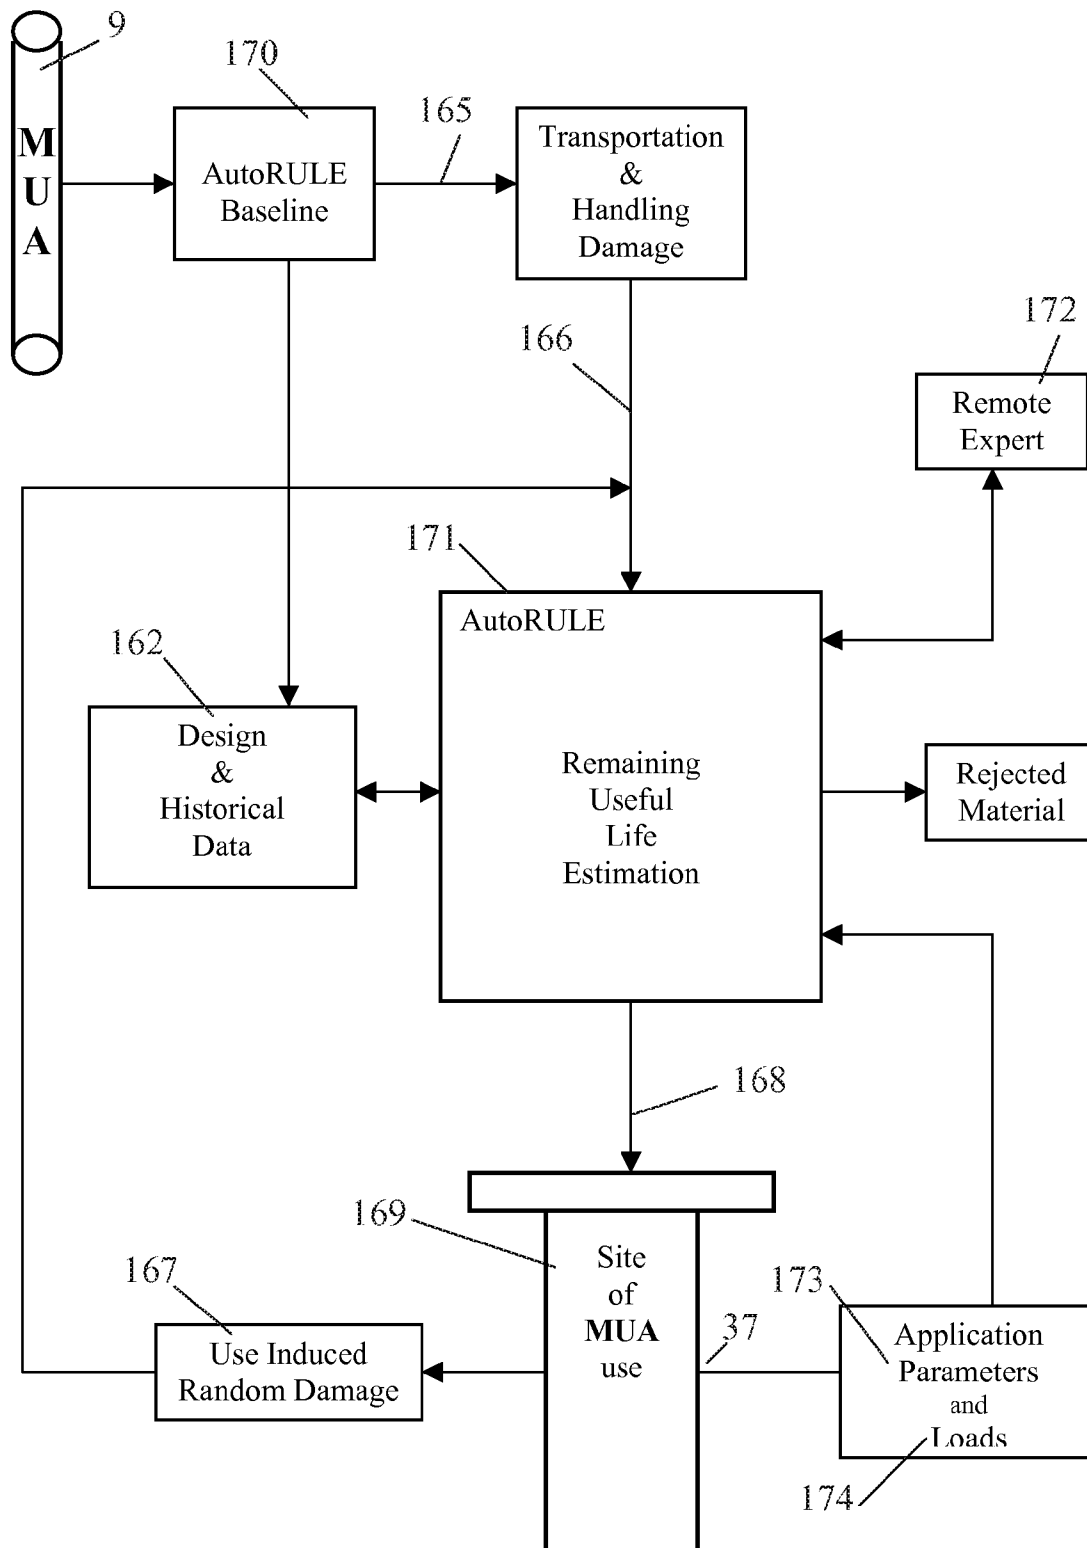 9
170
165
M
U
A
AutoRULE
Baseline
Transportation
&
Handling
Damage
166
172
Remote
Expert
171
AutoRULE
162
Design
&
Historical
Data
Remaining
Useful
Life
Estimation
Rejected
Material
168
169
Site
of
MUA
use
167
Use Induced
Random Damage
37
173
Application
Parameters
and
Loads
174